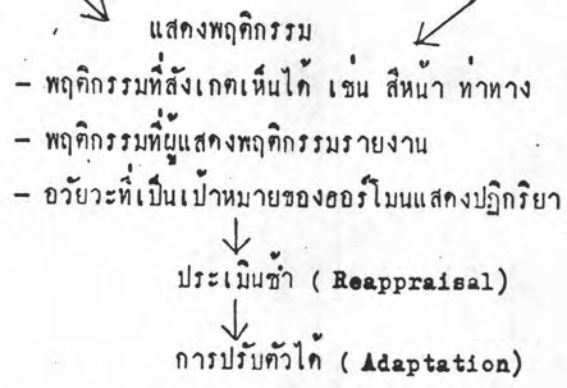 แสดงพฤติกรรม
- พฤติกรรมที่สังเกตเห็นได้ เช่น สีหน้า ท่าทาง
- พฤติกรรมที่ผู้แสดงพฤติกรรมรายงาน
- อวัยวะที่เป็นเป้าหมายของฮอร์โมนแสดงปฏิกริยา
ประเมินซ้ำ ( Reappraisal)
การปรับตัวได้ ( Adaptation)